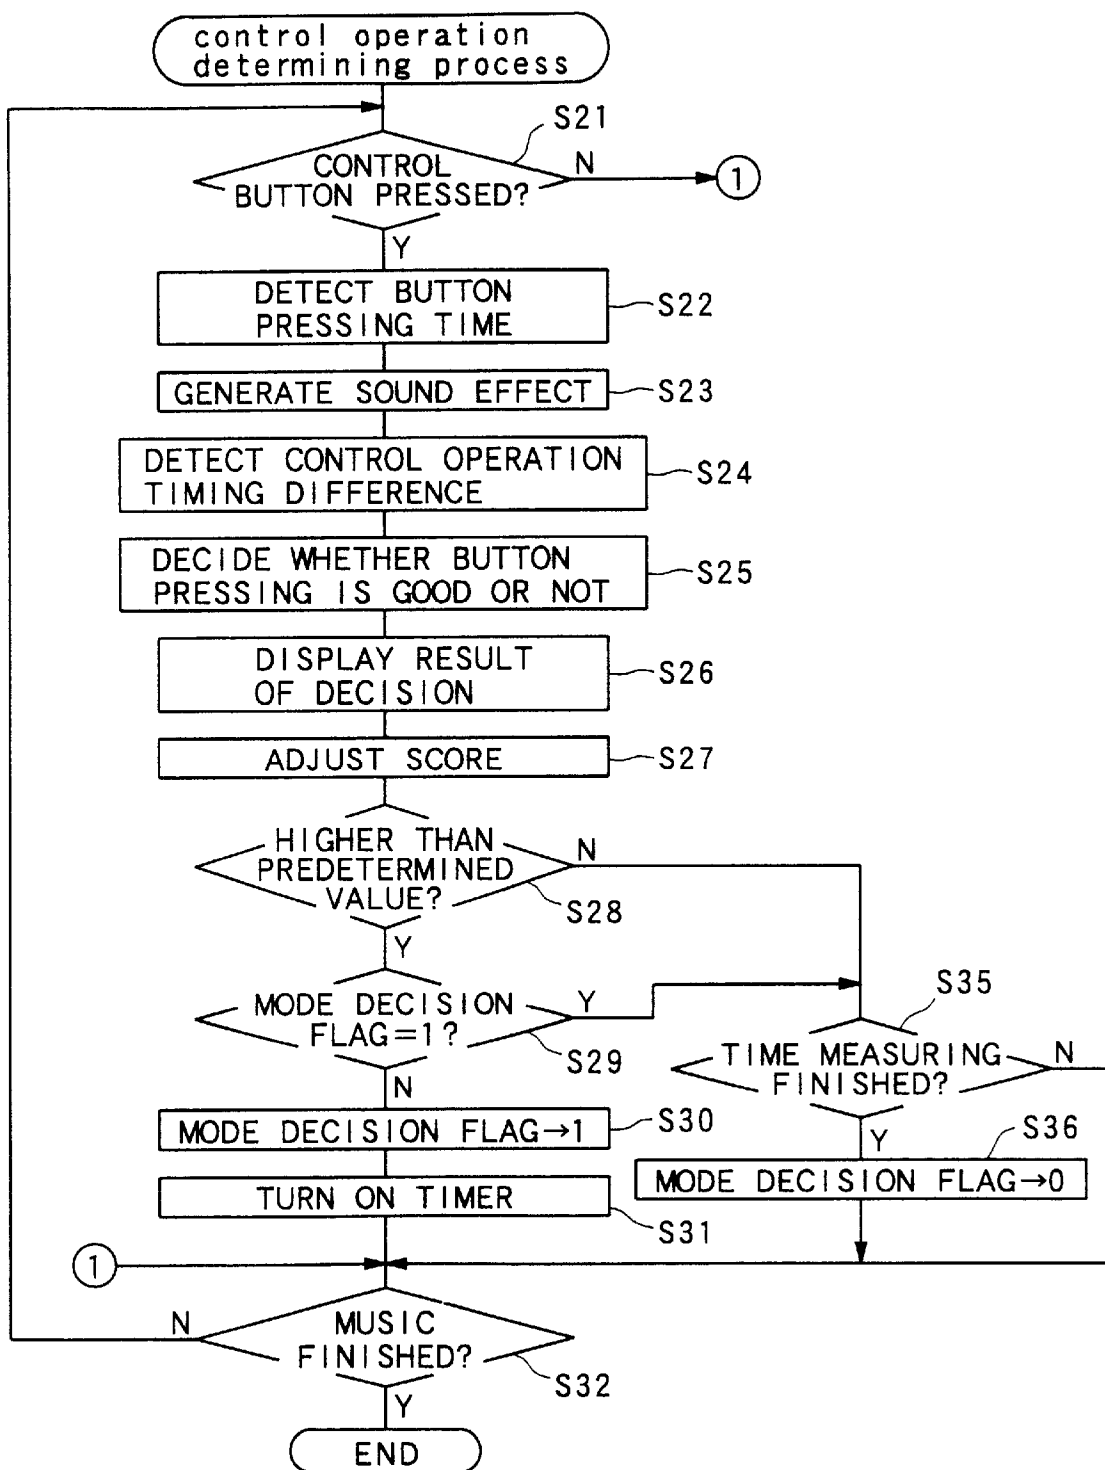 control operation
determining process
S21
CONTROL
BUTTON PRESSED?
N
1
Y
DETECT BUTTON
PRESSING TIME
S22
GENERATE SOUND EFFECT
S23
DETECT CONTROL OPERATION
TIMING DIFFERENCE
S24
DECIDE WHETHER BUTTON
PRESSING IS GOOD OR NOT
S25
DISPLAY RESULT
OF DECISION
S26
ADJUST SCORE
S27
HIGHER THAN
PREDETERMINED
VALUE?
N
S28
Y
MODE DECISION
FLAG=1?
Y
S29
N
S35
TIME MEASURING
FINISHED?
N
Y
MODE DECISION FLAG→1
S30
S36
MODE DECISION FLAG→0
TURN ON TIMER
S31
1
MUSIC
FINISHED?
N
S32
Y
END